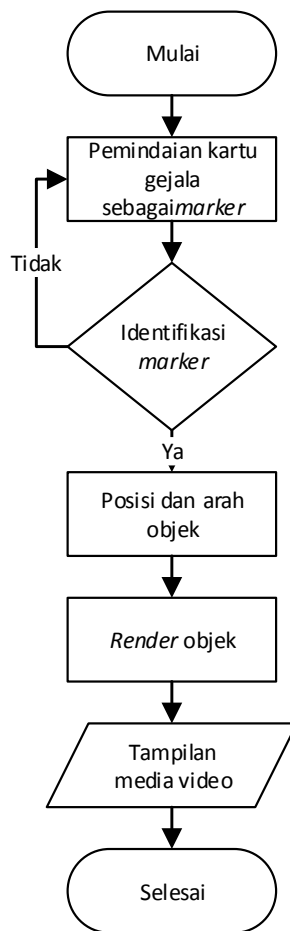 Mulai
Pemindaian kartu
gejala
sebagaimarker
Tidak
Identifikasi
marker
Ya
Posisi dan arah
objek
Render objek
Tampilan
media video
Selesai